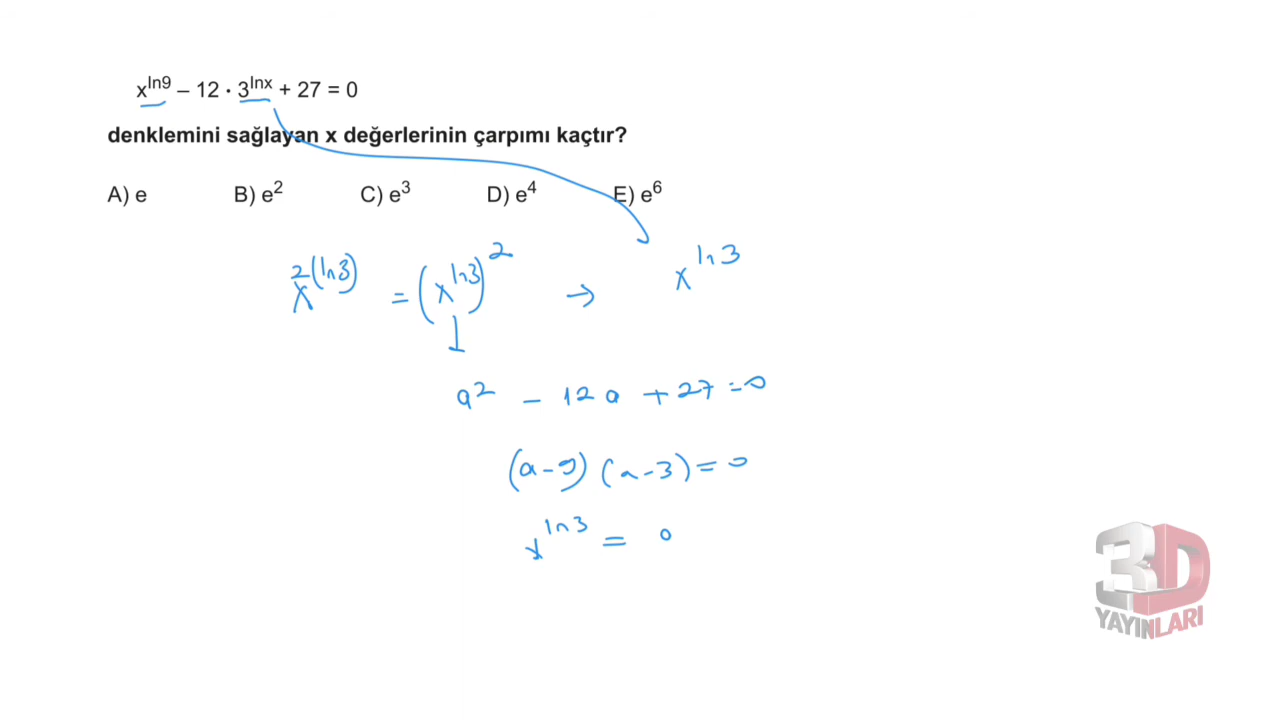 x^ln9 – 12 · 3^lnx + 27 = 0
denklemini sağlayan x değerlerinin çarpımı kaçtır?
A) e B) e² C) e³ D) e⁴ E) e⁶
x^2(ln3) = (x^ln3)² → x^ln3
a² - 12a + 27 = 0
(a-9) (a-3) = 0
x^ln3 =
3D
YAYINLARI